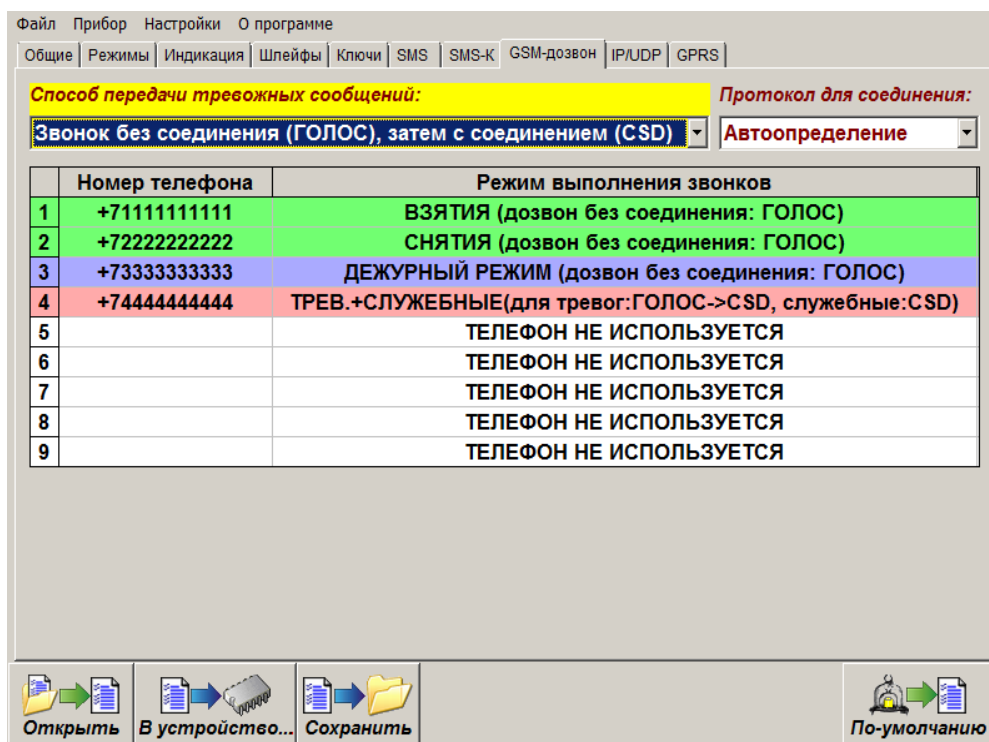 Файл Прибор Настройки О программе
Общие Режимы Индикация Шлейфы Ключи SMS SMS-K GSM-дозвон IP/UDP GPRS
Способ передачи тревожных сообщений: Протокол для соединения:
Звонок без соединения (ГОЛОС), затем с соединением (CSD) Автоопределение
Номер телефона Режим выполнения звонков
1 +71111111111 ВЗЯТИЯ (дозвон без соединения: ГОЛОС)
2 +72222222222 СНЯТИЯ (дозвон без соединения: ГОЛОС)
3 +73333333333 ДЕЖУРНЫЙ РЕЖИМ (дозвон без соединения: ГОЛОС)
4 +74444444444 ТРЕВ.+СЛУЖЕБНЫЕ(для тревог:ГОЛОС->CSD, служебные:CSD)
5 ТЕЛЕФОН НЕ ИСПОЛЬЗУЕТСЯ
6 ТЕЛЕФОН НЕ ИСПОЛЬЗУЕТСЯ
7 ТЕЛЕФОН НЕ ИСПОЛЬЗУЕТСЯ
8 ТЕЛЕФОН НЕ ИСПОЛЬЗУЕТСЯ
9 ТЕЛЕФОН НЕ ИСПОЛЬЗУЕТСЯ
Открыть В устройство... Сохранить По-умолчанию